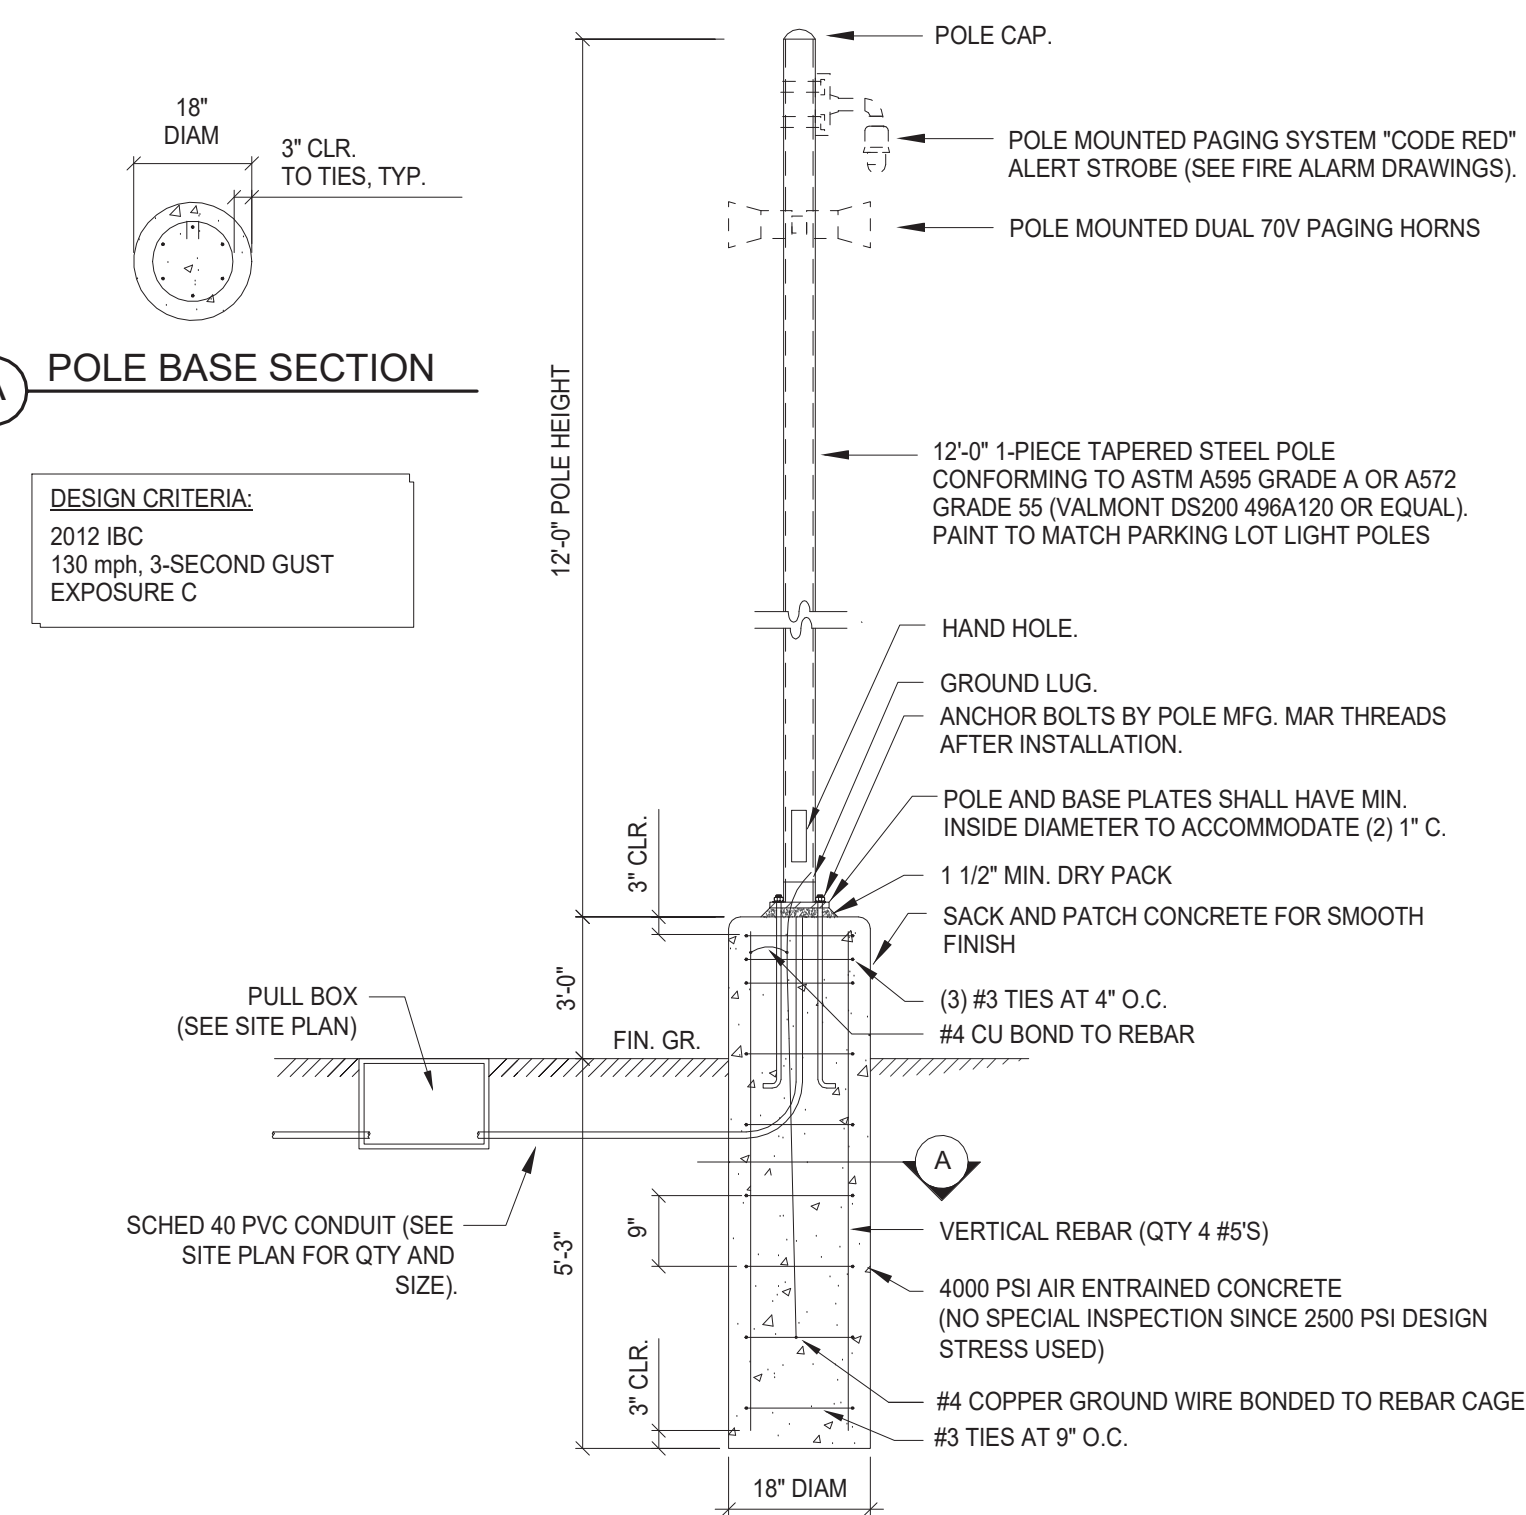 POLE CAP.
18"
DIAM
3" CLR.
TO TIES, TYP.
POLE MOUNTED PAGING SYSTEM "CODE RED"
ALERT STROBE (SEE FIRE ALARM DRAWINGS).
POLE MOUNTED DUAL 70V PAGING HORNS
A
POLE BASE SECTION
DESIGN CRITERIA:
2012 IBC
130 mph, 3-SECOND GUST
EXPOSURE C
12'-0" POLE HEIGHT
12'-0" 1-PIECE TAPERED STEEL POLE
CONFORMING TO ASTM A595 GRADE A OR A572
GRADE 55 (VALMONT DS200 496A120 OR EQUAL).
PAINT TO MATCH PARKING LOT LIGHT POLES
HAND HOLE.
GROUND LUG.
ANCHOR BOLTS BY POLE MFG. MAR THREADS
AFTER INSTALLATION.
POLE AND BASE PLATES SHALL HAVE MIN.
INSIDE DIAMETER TO ACCOMMODATE (2) 1" C.
3" CLR.
1 1/2" MIN. DRY PACK
SACK AND PATCH CONCRETE FOR SMOOTH
FINISH
3'-0"
PULL BOX
(SEE SITE PLAN)
(3) #3 TIES AT 4" O.C.
#4 CU BOND TO REBAR
FIN. GR.
A
SCHED 40 PVC CONDUIT (SEE
SITE PLAN FOR QTY AND
SIZE).
5'-3"
9"
VERTICAL REBAR (QTY 4 #5'S)
4000 PSI AIR ENTRAINED CONCRETE
(NO SPECIAL INSPECTION SINCE 2500 PSI DESIGN
STRESS USED)
3" CLR.
#4 COPPER GROUND WIRE BONDED TO REBAR CAGE
#3 TIES AT 9" O.C.
18" DIAM